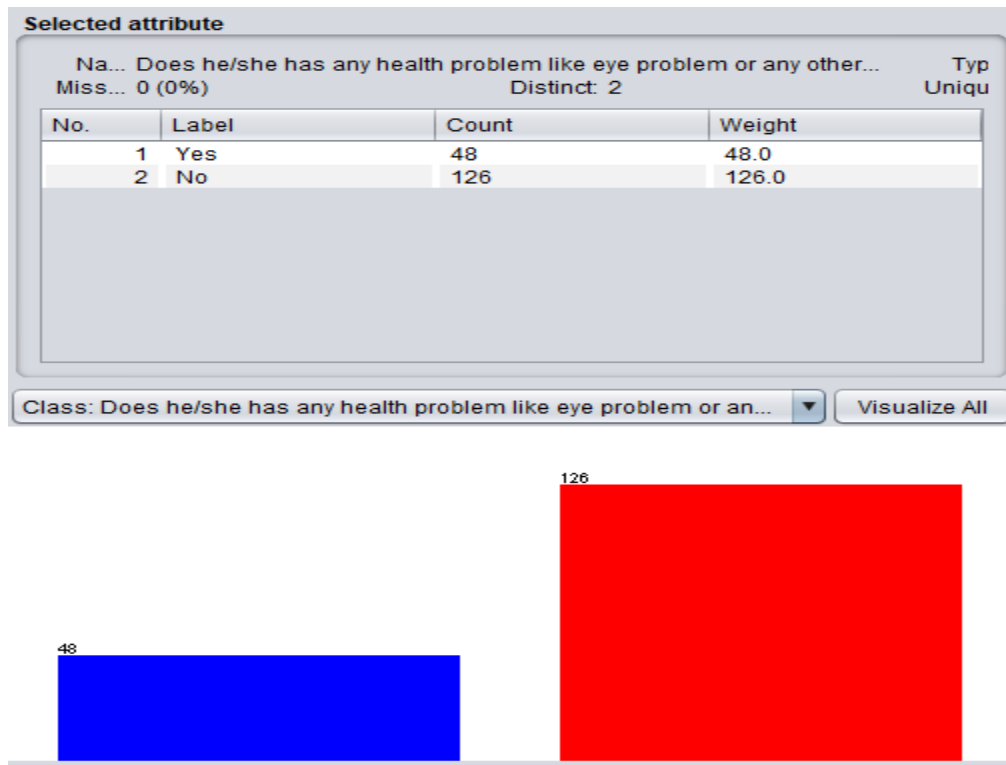 Selected attribute
Na... Does he/she has any health problem like eye problem or any other... Typ
Miss... 0 (0%) Distinct: 2 Uniqu
No. Label Count Weight
1 Yes 48 48.0
2 No 126 126.0
Class: Does he/she has any health problem like eye problem or an... Visualize All
126
48